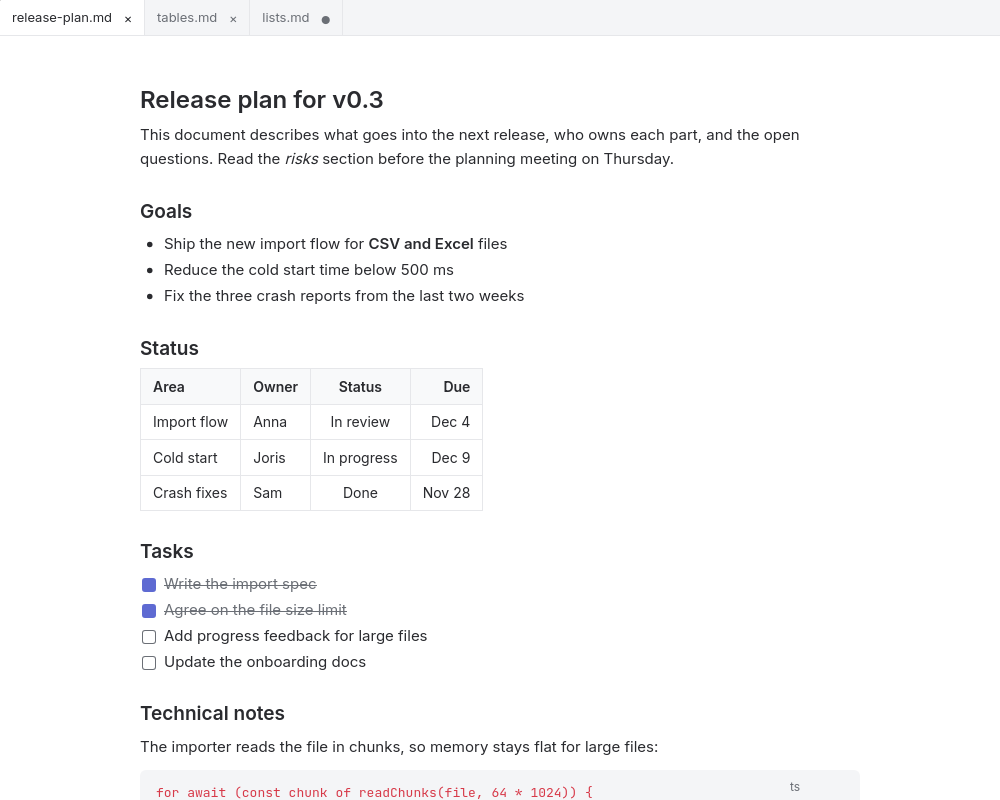 release-plan.md × tables.md × lists.md
Release plan for v0.3
This document describes what goes into the next release, who owns each part, and the open
questions. Read the risks section before the planning meeting on Thursday.
Goals
Ship the new import flow for CSV and Excel files
Reduce the cold start time below 500 ms
Fix the three crash reports from the last two weeks
Status
Area Owner Status Due
Import flow Anna In review Dec 4
Cold start Joris In progress Dec 9
Crash fixes Sam Done Nov 28
Tasks
Write the import spec
Agree on the file size limit
Add progress feedback for large files
Update the onboarding docs
Technical notes
The importer reads the file in chunks, so memory stays flat for large files:
ts
for await (const chunk of readChunks(file, 64 * 1024)) {